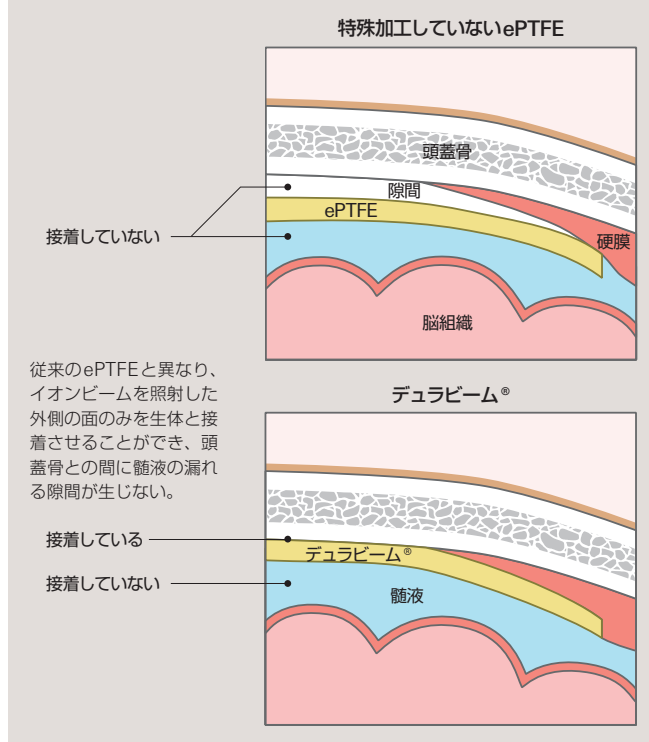 特殊加工していないePTFE
頭蓋骨
隙間
ePTFE
接着していない
硬膜
脳組織
従来のePTFEと異なり、
イオンビームを照射した
外側の面のみを生体と接
着させることができ、頭
蓋骨との間に髄液の漏れ
る隙間が生じない。
デュラビーム®
接着している
デュラビーム®
接着していない
髄液